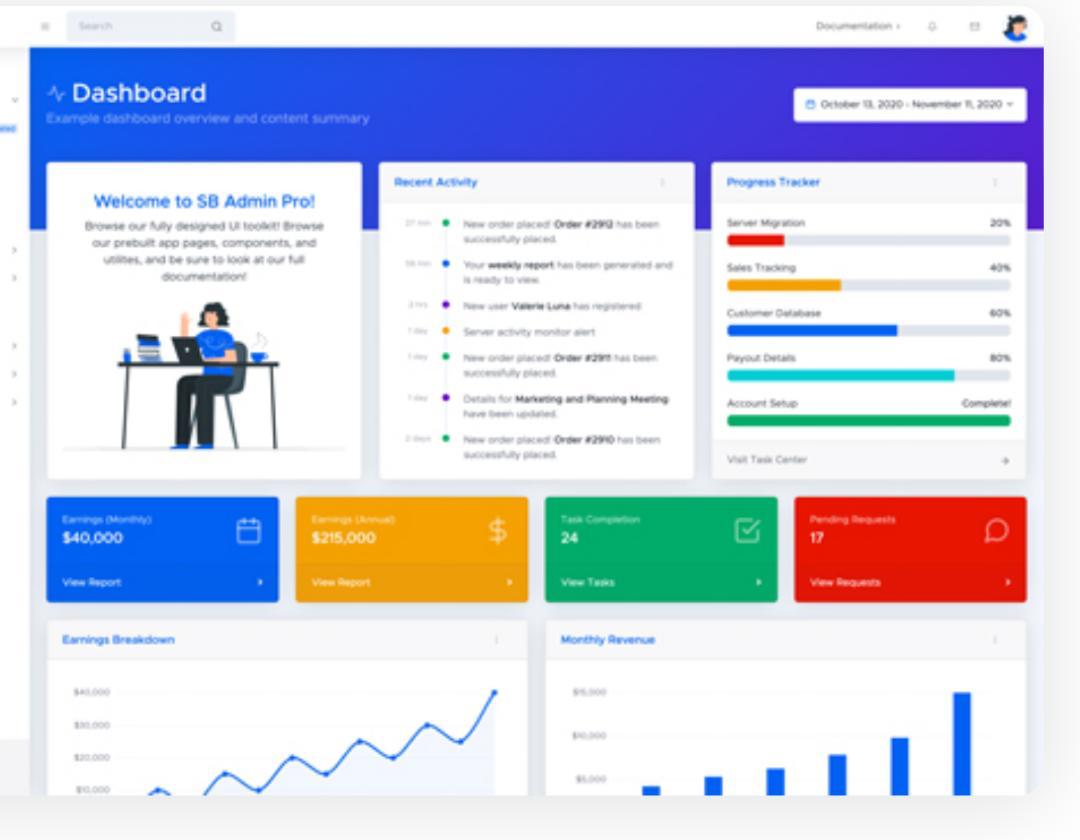 Search
Documentation
Dashboard
Example dashboard overview and content summary
October 13, 2020 - November 11, 2020
Welcome to SB Admin Pro!
Browse our fully designed UI toolkit! Browse
our prebuilt app pages, components, and
utilites, and be sure to look at our full
documentation!
Recent Activity
27 min
New order placed! Order #2912 has been
successfully placed.
58 min
Your weekly report has been generated and
is ready to view.
2 hrs
New user Valerie Luna has registered
1 day
Server activity monitor alert
1 day
New order placed! Order #2911 has been
successfully placed.
1 day
Details for Marketing and Planning Meeting
have been updated.
2 days
New order placed! Order #2910 has been
successfully placed.
Progress Tracker
Server Migration 20%
Sales Tracking 40%
Customer Database 60%
Payout Details 80%
Account Setup Complete!
Visit Task Center
Earnings (Monthly)
$40,000
View Report
Earnings (Annual)
$215,000
View Report
Task Completion
24
View Tasks
Pending Requests
17
View Requests
Earnings Breakdown
$40,000
$30,000
$20,000
$10,000
Monthly Revenue
$15,000
$10,000
$5,000